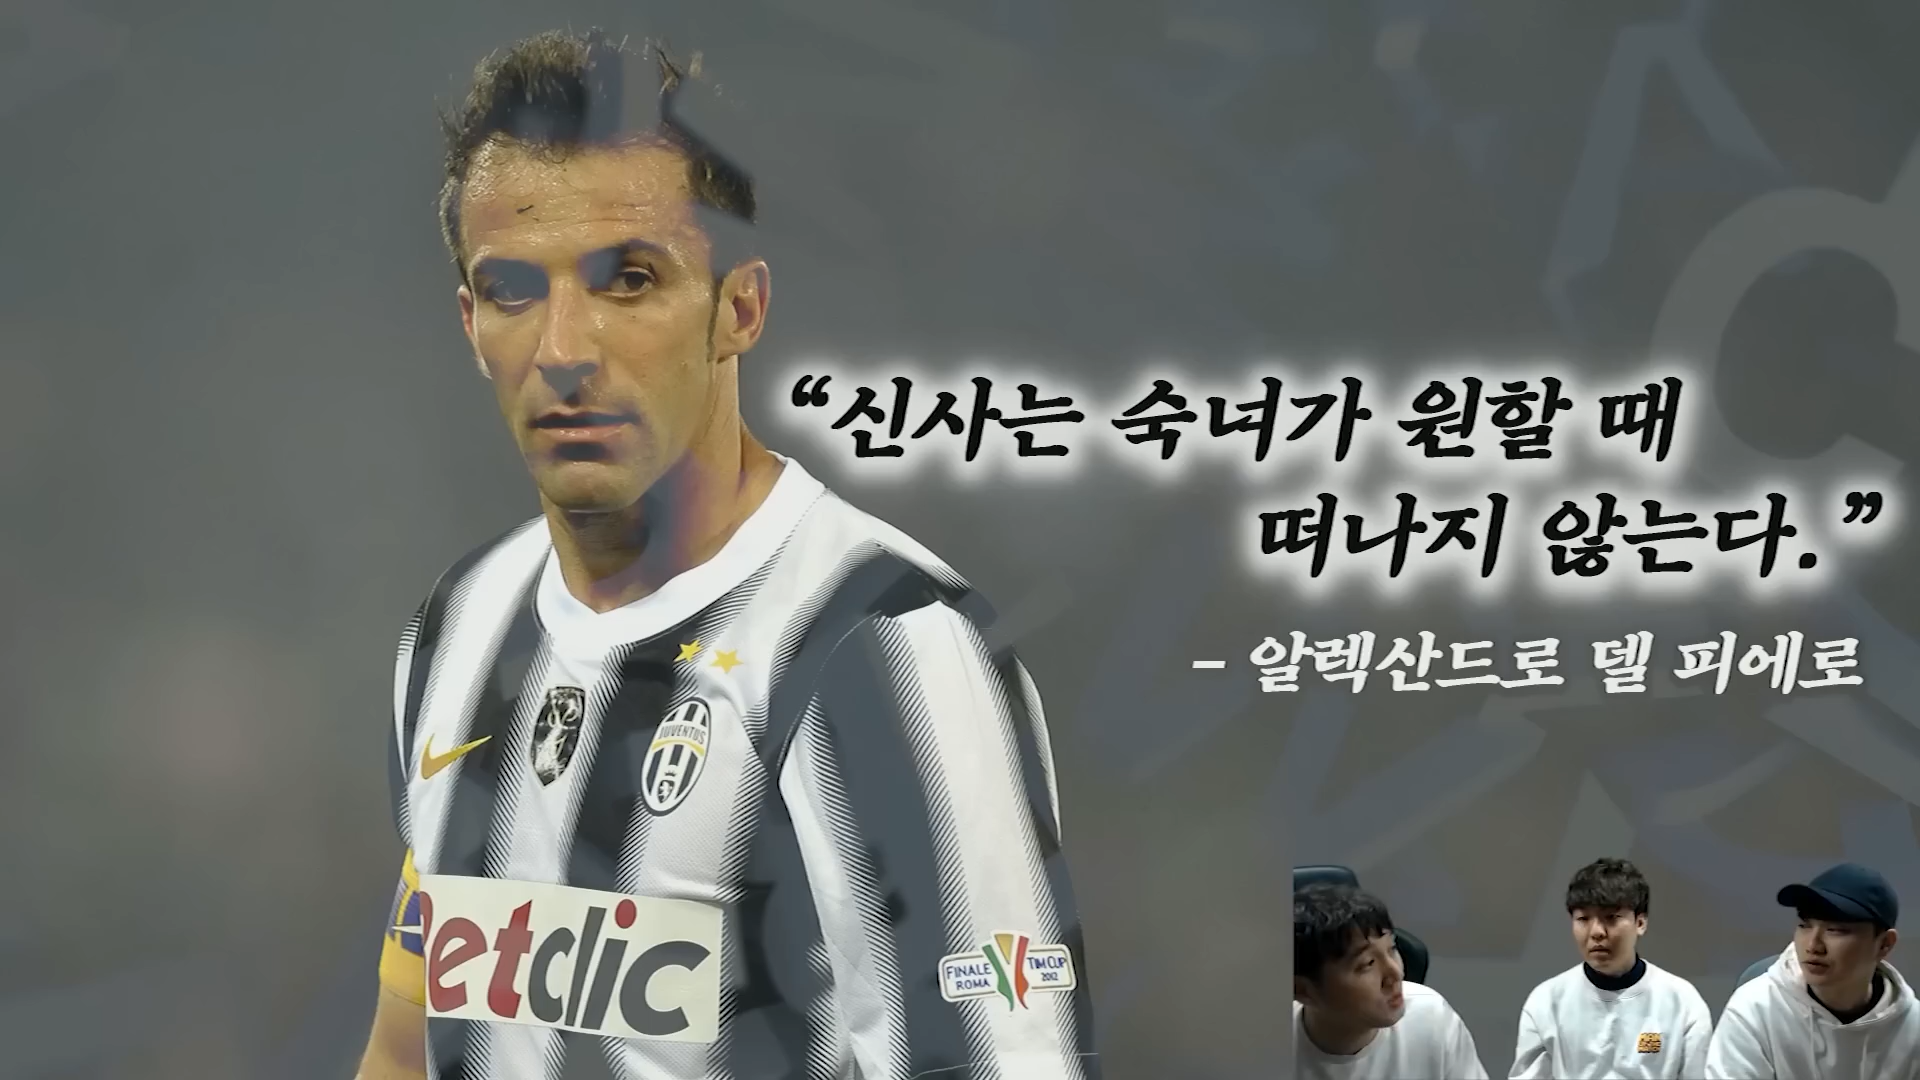 “신사는 숙녀가 원할 때
떠나지 않는다.”
- 알렉산드로 델 피에로
JUVENTUS
etclic
FINALE ROMA
TIM CUP 2012